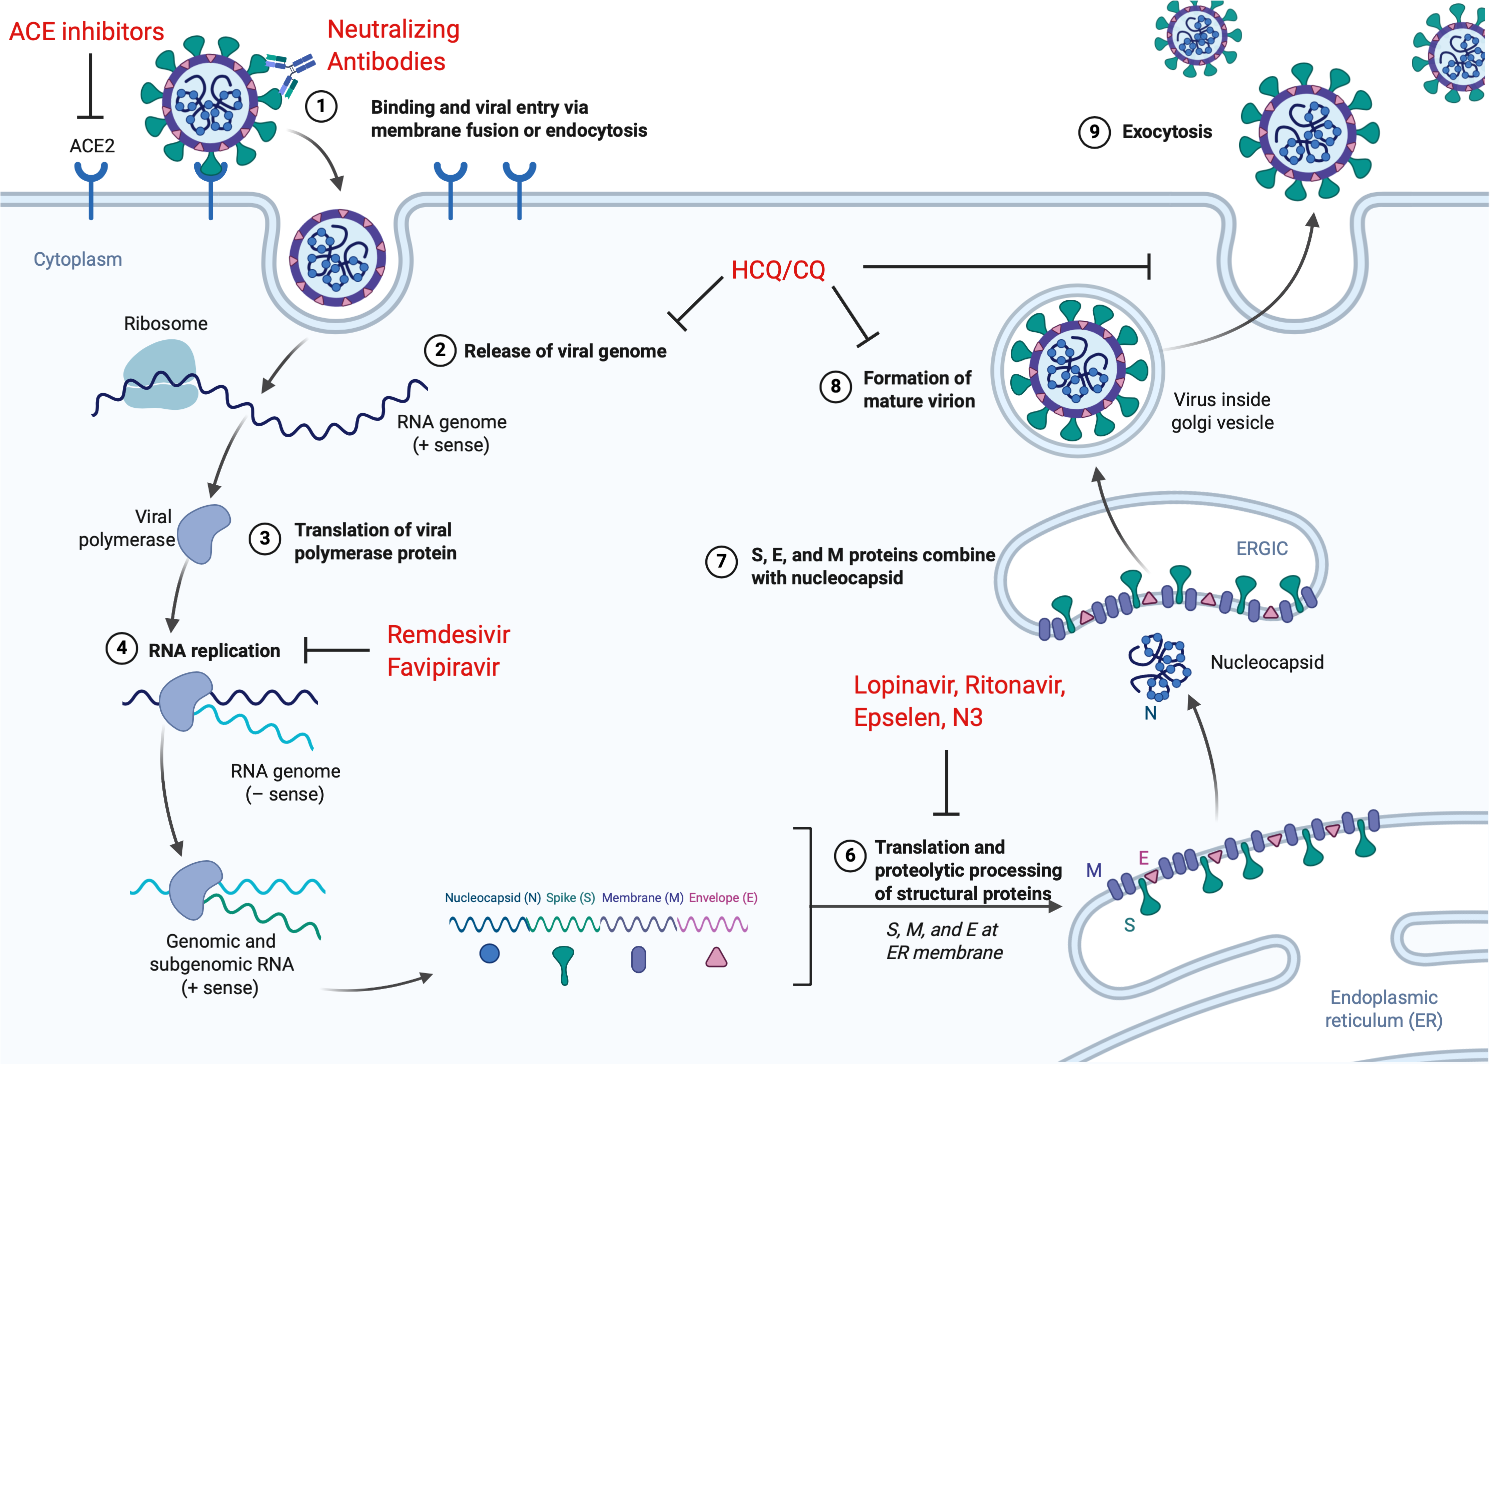 ACE inhibitors
Neutralizing
Antibodies
1
Binding and viral entry via
membrane fusion or endocytosis
ACE2
9
Exocytosis
Cytoplasm
HCQ/CQ
Ribosome
2
Release of viral genome
8
Formation of
mature virion
Virus inside
golgi vesicle
RNA genome
(+ sense)
Viral
polymerase
3
Translation of viral
polymerase protein
7
S, E, and M proteins combine
with nucleocapsid
ERGIC
4
RNA replication
Remdesivir
Favipiravir
Nucleocapsid
N
Lopinavir, Ritonavir,
Epselen, N3
RNA genome
(− sense)
6
Translation and
proteolytic processing
of structural proteins
S, M, and E at
ER membrane
M
E
S
Nucleocapsid (N) Spike (S) Membrane (M) Envelope (E)
Genomic and
subgenomic RNA
(+ sense)
Endoplasmic
reticulum (ER)